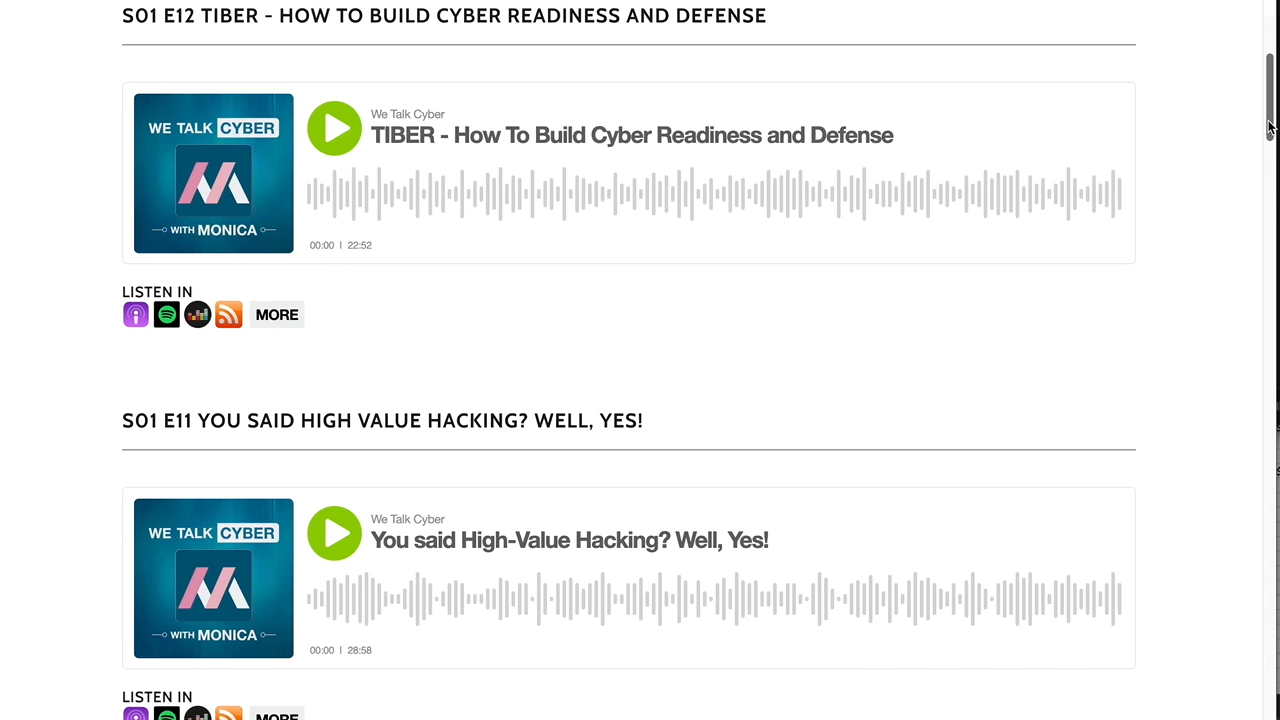 S01 E12 TIBER - HOW TO BUILD CYBER READINESS AND DEFENSE
WE TALK CYBER
WITH MONICA
We Talk Cyber
TIBER - How To Build Cyber Readiness and Defense
00:00 | 22:52
LISTEN IN
MORE
S01 E11 YOU SAID HIGH VALUE HACKING? WELL, YES!
WE TALK CYBER
WITH MONICA
We Talk Cyber
You said High-Value Hacking? Well, Yes!
00:00 | 28:58
LISTEN IN
MORE